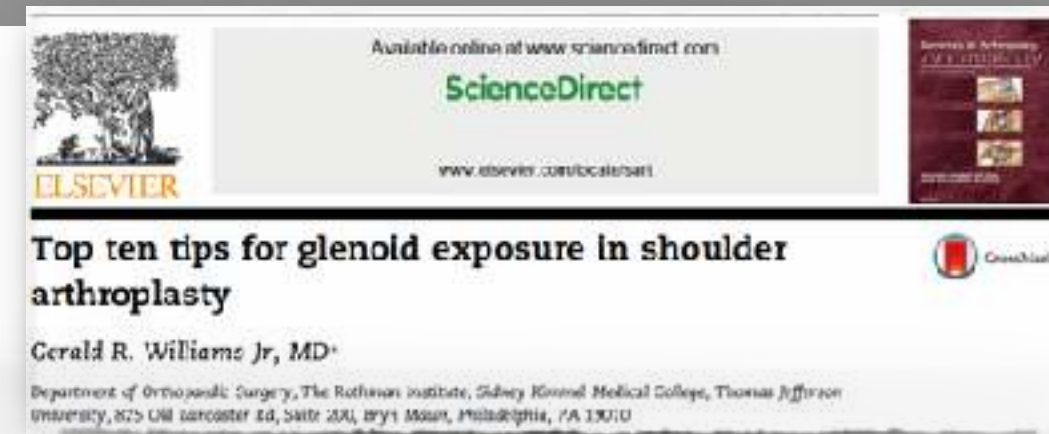 Available online at www.sciencedirect.com
ScienceDirect
www.elsevier.com/locate/sart
ELSEVIER
Top ten tips for glenoid exposure in shoulder
arthroplasty
CrossMark
Gerald R. Williams Jr, MD
Department of Orthopaedic Surgery, The Rothman Institute, Sidney Kimmel Medical College, Thomas Jefferson
University, 825 Old Lancaster Rd, Suite 200, Bryn Mawr, Philadelphia, PA 19010